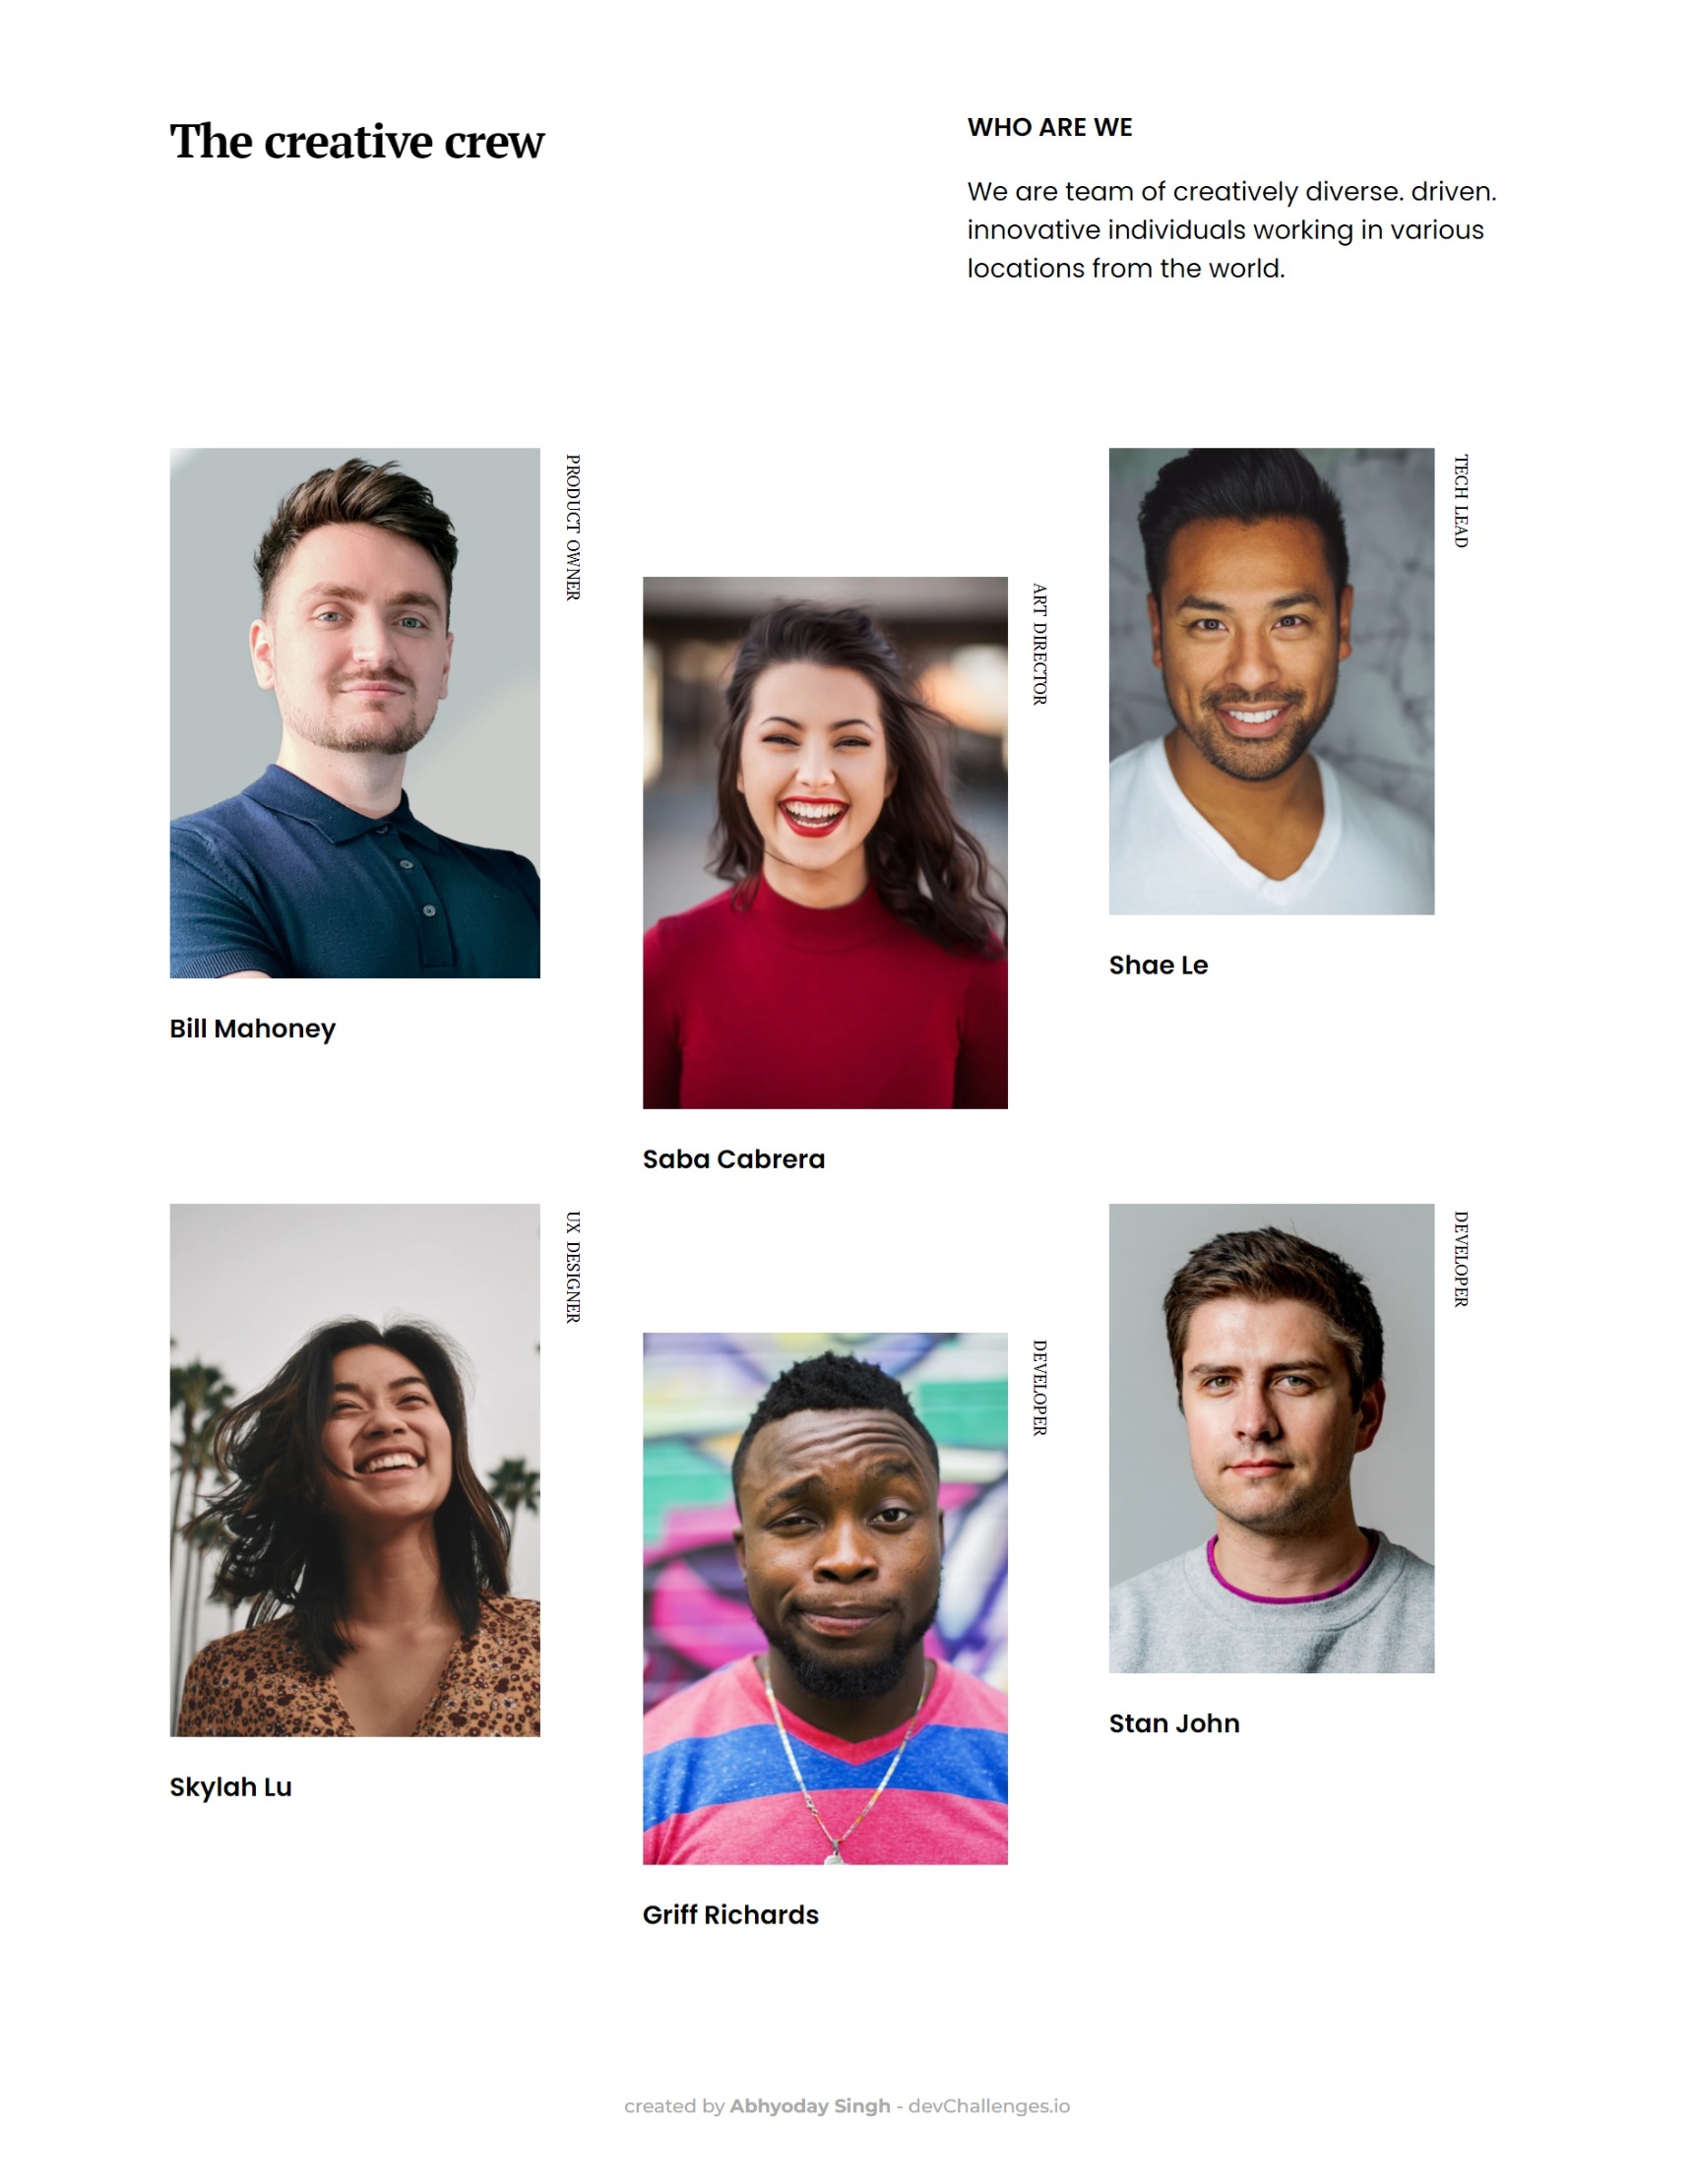 The creative crew
WHO ARE WE
We are team of creatively diverse. driven.
innovative individuals working in various
locations from the world.
PRODUCT OWNER
Bill Mahoney
ART DIRECTOR
Saba Cabrera
TECH LEAD
Shae Le
UX DESIGNER
Skylah Lu
DEVELOPER
Griff Richards
DEVELOPER
Stan John
created by Abhyoday Singh - devChallenges.io